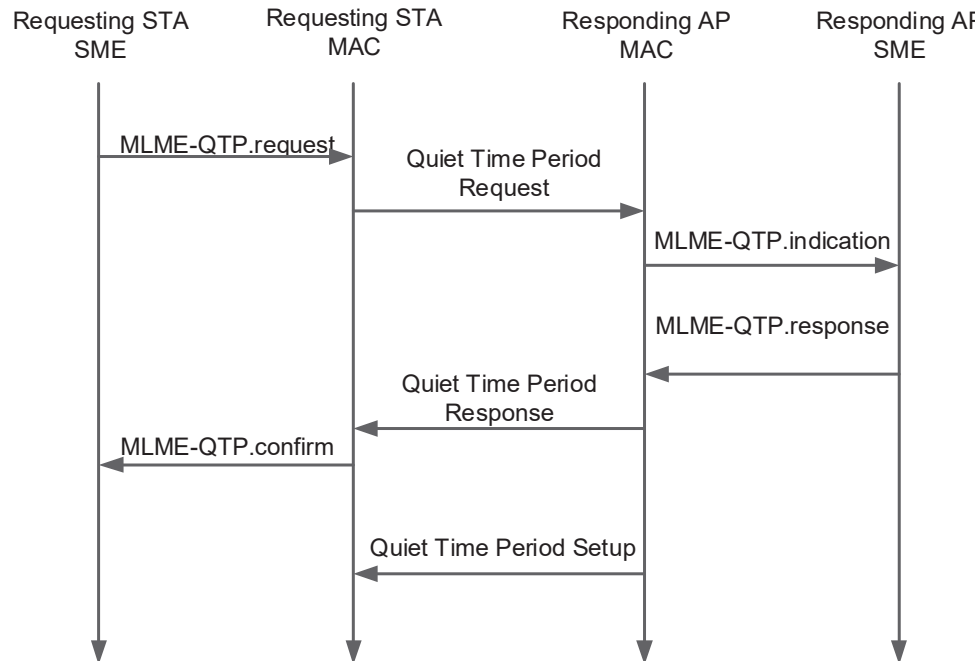 Requesting STA
SME
Requesting STA
MAC
Responding AP
MAC
Responding AP
SME
MLME-QTP.request
Quiet Time Period
Request
MLME-QTP.indication
MLME-QTP.response
Quiet Time Period
Response
MLME-QTP.confirm
Quiet Time Period Setup